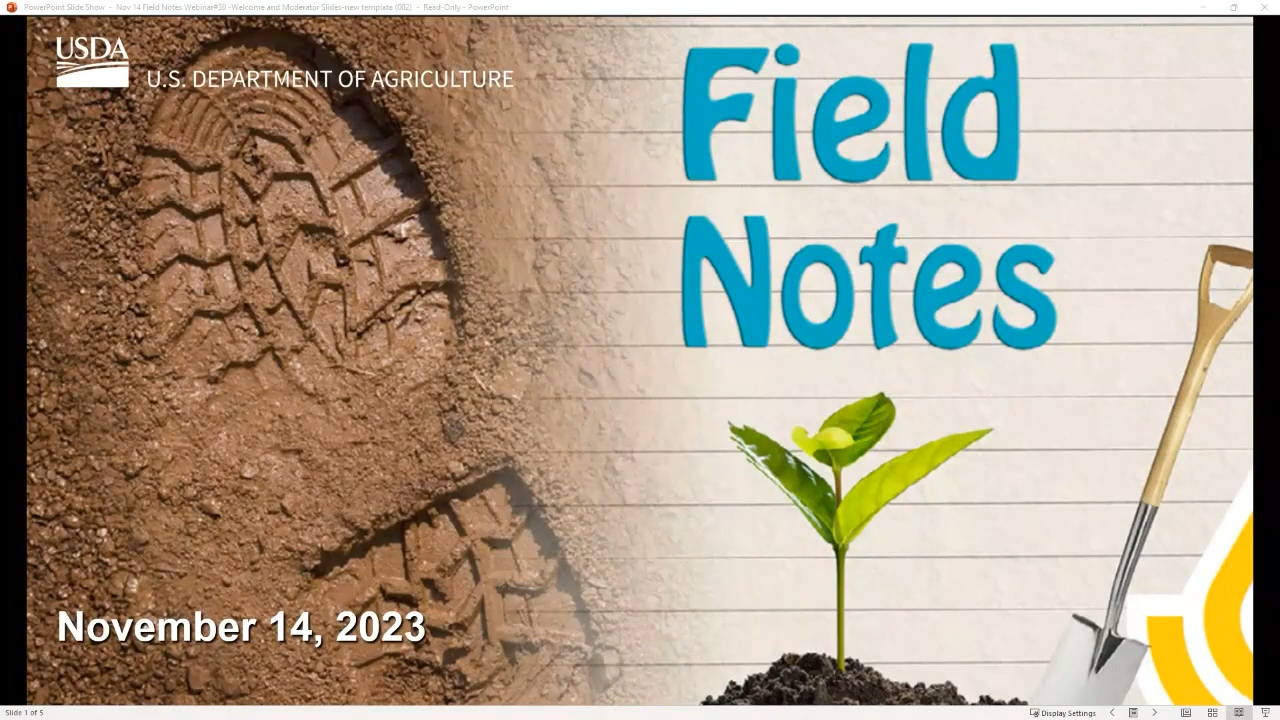 PowerPoint Slide Show - Nov 14 Field Notes Webinar#39 -Welcome and Moderator Slides-new template (002) - Read-Only - PowerPoint
USDA
U.S. DEPARTMENT OF AGRICULTURE
Field
Notes
November 14, 2023
Slide 1 of 5
Display Settings